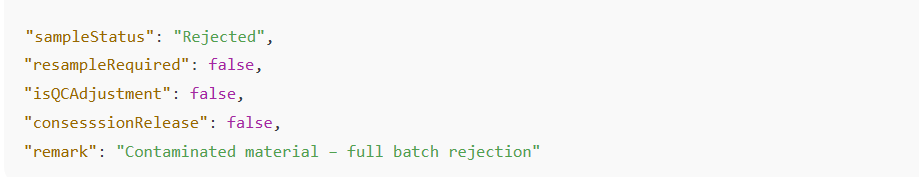 "sampleStatus": "Rejected",
"resampleRequired": false,
"isQCAdjustment": false,
"consesssionRelease": false,
"remark": "Contaminated material – full batch rejection"